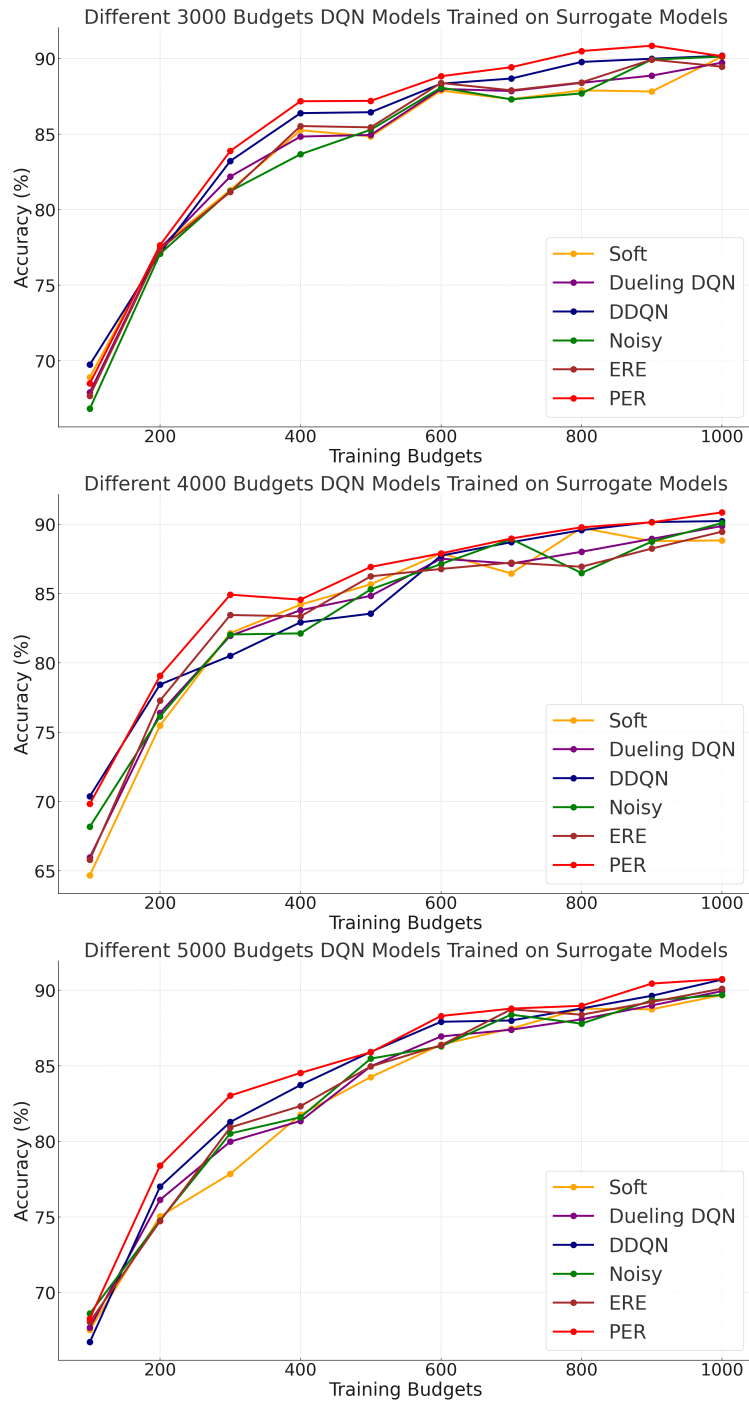 Different 3000 Budgets DQN Models Trained on Surrogate Models
90
85
80
75
70
Accuracy (%)
Soft
Dueling DQN
DDQN
Noisy
ERE
PER
200 400 600 800 1000
Training Budgets
Different 4000 Budgets DQN Models Trained on Surrogate Models
90
85
80
75
70
65
Accuracy (%)
Soft
Dueling DQN
DDQN
Noisy
ERE
PER
200 400 600 800 1000
Training Budgets
Different 5000 Budgets DQN Models Trained on Surrogate Models
90
85
80
75
70
Accuracy (%)
Soft
Dueling DQN
DDQN
Noisy
ERE
PER
200 400 600 800 1000
Training Budgets